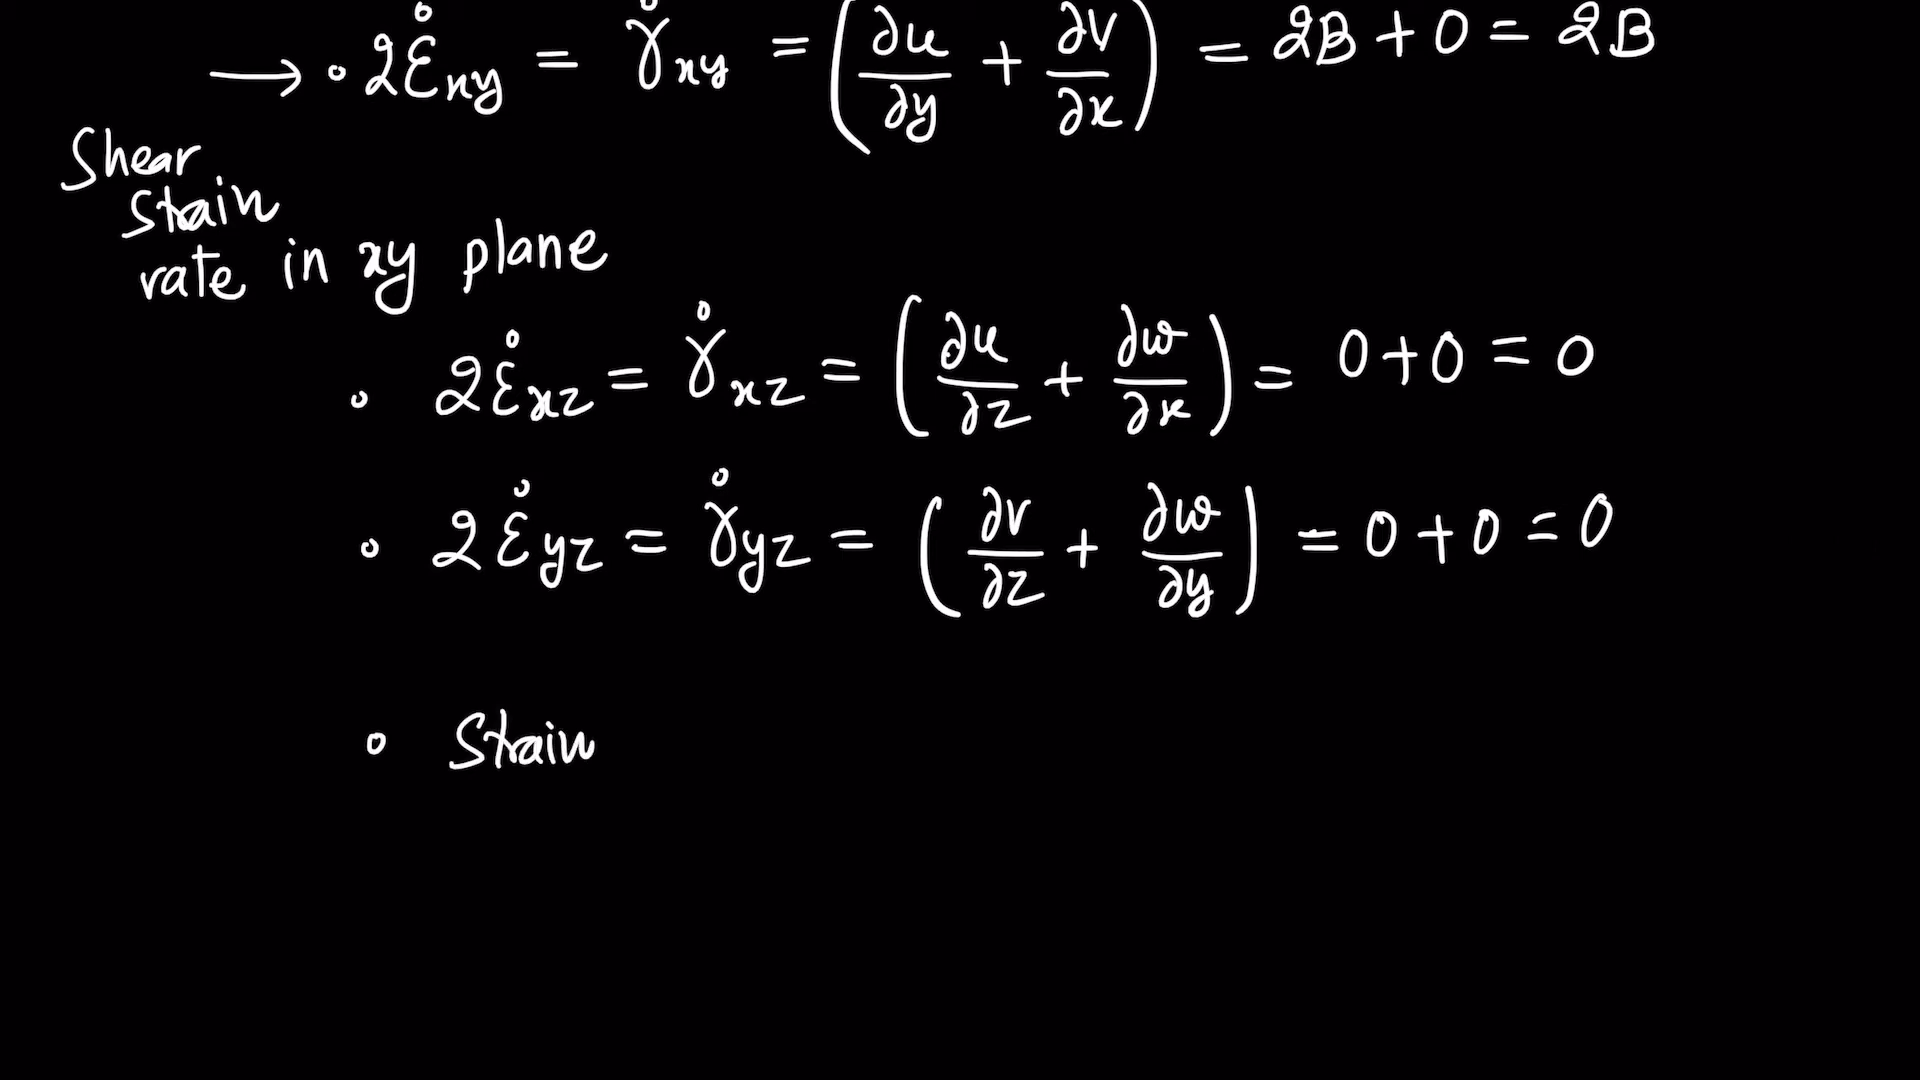 → • 2ε̇xy = γ̇xy = (∂u/∂y + ∂v/∂x) = 2B + 0 = 2B
Shear
Strain
rate in xy plane
• 2ε̇xz = γ̇xz = (∂u/∂z + ∂w/∂x) = 0 + 0 = 0
• 2ε̇yz = γ̇yz = (∂v/∂z + ∂w/∂y) = 0 + 0 = 0
• Strain